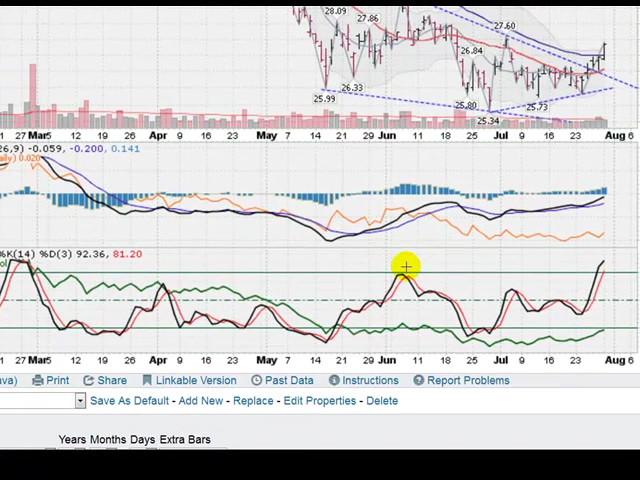 28.09 27.86 27.60
26.84
26.33
25.99 25.80 25.73
25.34
27 Mar 5 12 19 26 Apr 9 16 23 May 7 14 21 29 Jun 11 18 25 Jul 9 16 23 Aug 6
26,9) -0.059, -0.200, 0.141
aily) 0.020
%K(14) %D(3) 92.36, 81.20
ol
27 Mar 5 12 19 26 Apr 9 16 23 May 7 14 21 29 Jun 11 18 25 Jul 9 16 23 Aug 6
ava) Print Share Linkable Version Past Data Instructions Report Problems
Save As Default - Add New - Replace - Edit Properties - Delete
Years Months Days Extra Bars